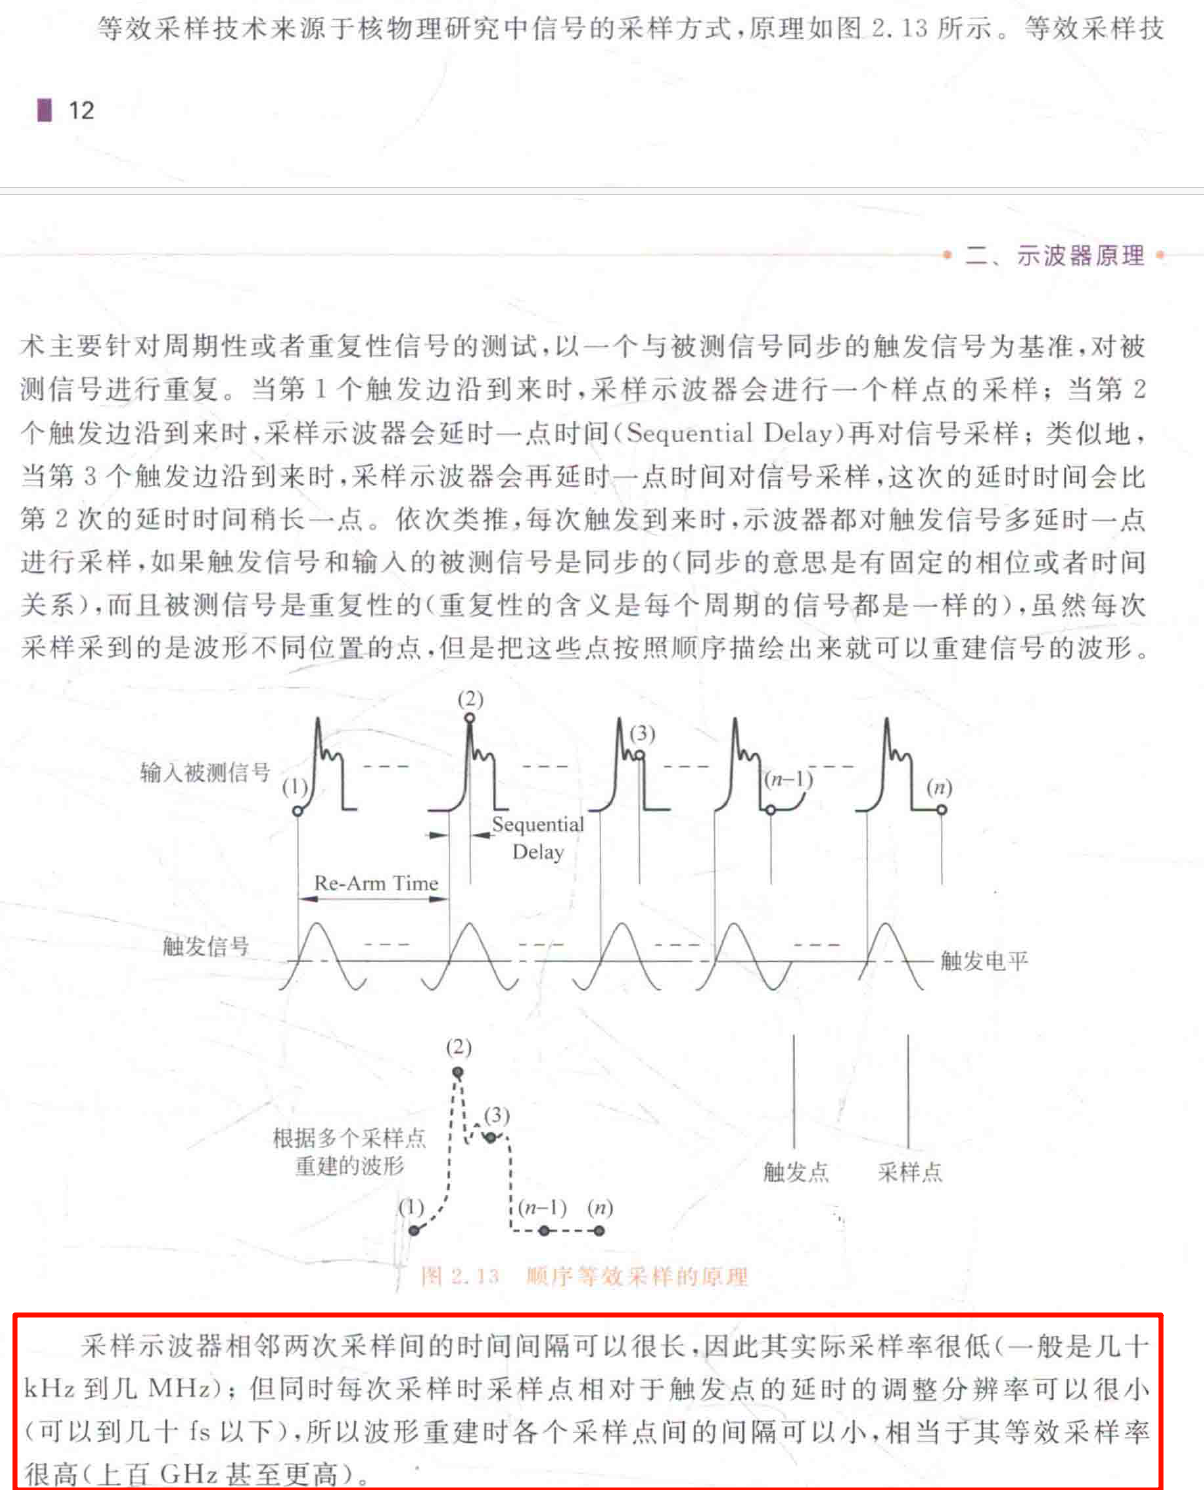 等效采样技术来源于核物理研究中信号的采样方式,原理如图 2.13 所示。等效采样技
12
二、示波器原理
术主要针对周期性或者重复性信号的测试,以一个与被测信号同步的触发信号为基准,对被
测信号进行重复。当第 1 个触发边沿到来时,采样示波器会进行一个样点的采样；当第 2
个触发边沿到来时,采样示波器会延时一点时间(Sequential Delay)再对信号采样；类似地,
当第 3 个触发边沿到来时,采样示波器会再延时一点时间对信号采样,这次的延时时间会比
第 2 次的延时时间稍长一点。依次类推,每次触发到来时,示波器都对触发信号多延时一点
进行采样,如果触发信号和输入的被测信号是同步的(同步的意思是有固定的相位或者时间
关系),而且被测信号是重复性的(重复性的含义是每个周期的信号都是一样的),虽然每次
采样采到的是波形不同位置的点,但是把这些点按照顺序描绘出来就可以重建信号的波形。
(2)
(3)
输入被测信号
(1)
(n−1)
(n)
Sequential
Delay
Re-Arm Time
触发信号
触发电平
(2)
(3)
根据多个采样点
重建的波形
触发点
采样点
(1)
(n−1)
(n)
图 2.13 顺序等效采样的原理
采样示波器相邻两次采样间的时间间隔可以很长,因此其实际采样率很低(一般是几十
kHz 到几 MHz)；但同时每次采样时采样点相对于触发点的延时的调整分辨率可以很小
(可以到几十 fs 以下),所以波形重建时各个采样点间的间隔可以小,相当于其等效采样率
很高(上百 GHz 甚至更高)。